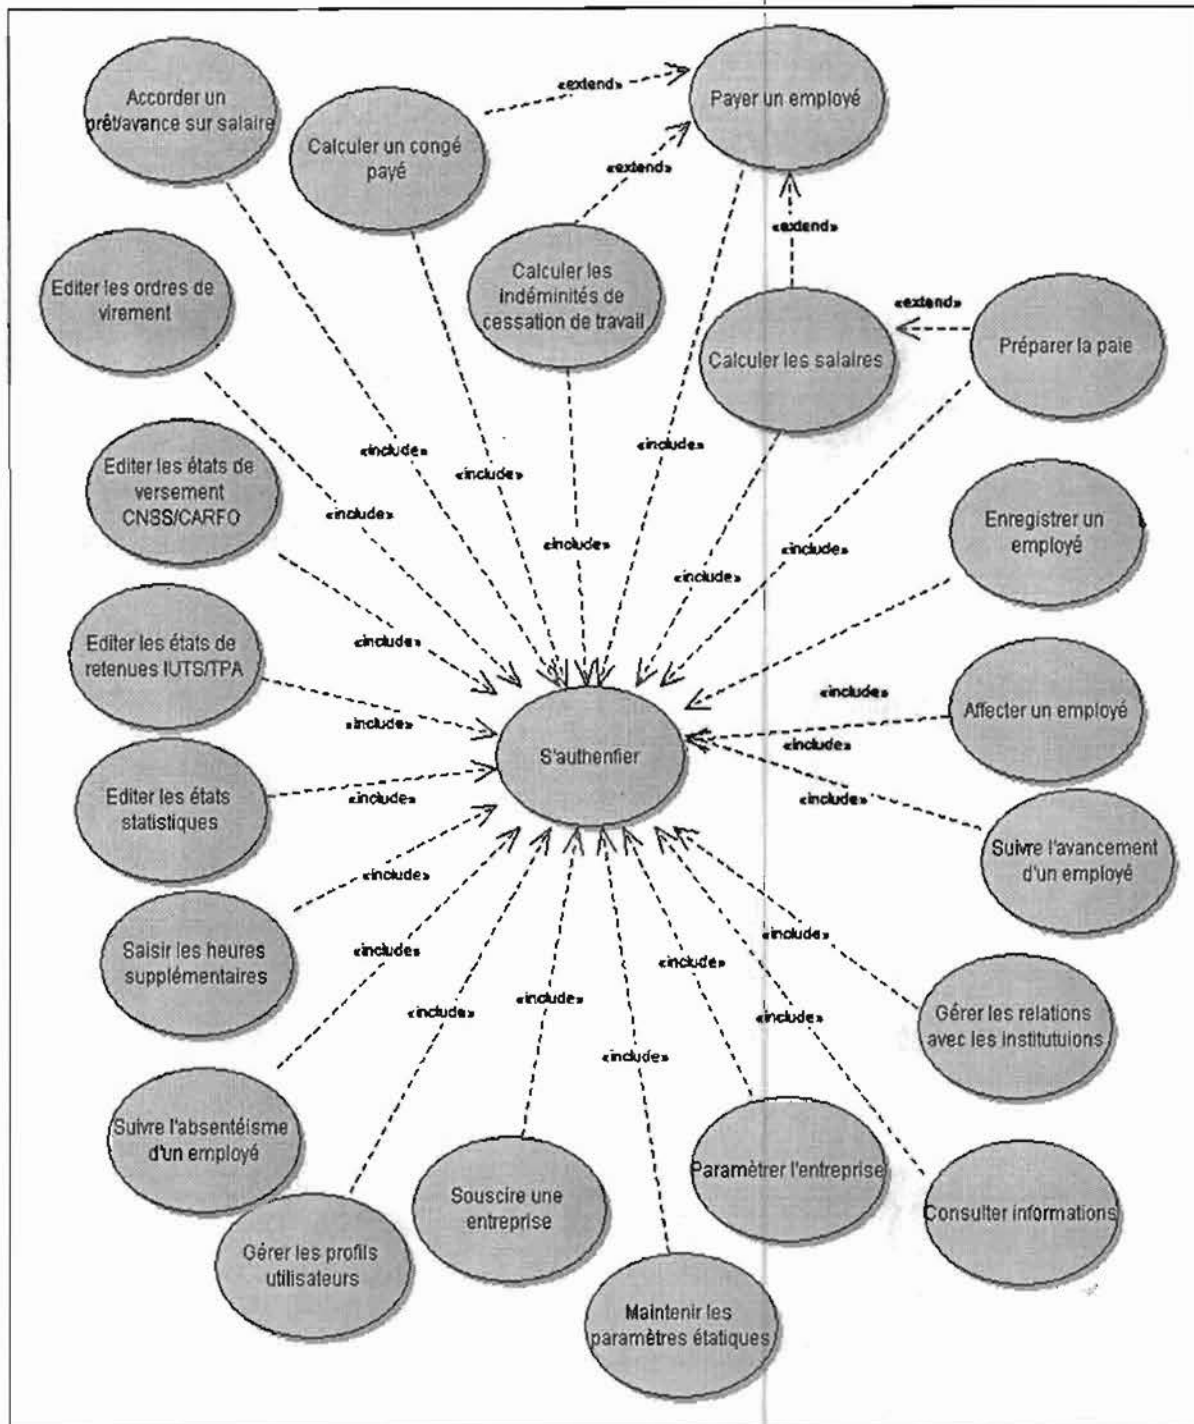 Accorder un
prêt/avance sur salaire
Calculer un congé
payé
«extend»
Payer un employé
«extend»
Editer les ordres de
virement
Calculer les
indéminités de
cessation de travail
«extend»
«extend»
Calculer les salaires
Préparer la paie
Editer les états de
versement
CNSS/CARFO
«include»
«include»
«include»
«include»
«include»
«include»
«include»
Enregistrer un
employé
Editer les états de
retenues IUTS/TPA
«include»
«include»
S'authenfier
«include»
«include»
Affecter un employé
Editer les états
statistiques
«include»
«include»
Suivre l'avancement
d'un employé
Saisir les heures
supplémentaires
«include»
«include»
«include»
«include»
Gérer les relations
avec les institutuions
«include»
«include»
«include»
«include»
Suivre l'absentéisme
d'un employé
Souscire une
entreprise
Paramètrer l'entreprise
Consulter informations
Gérer les profils
utilisateurs
Maintenir les
paramètres étatiques